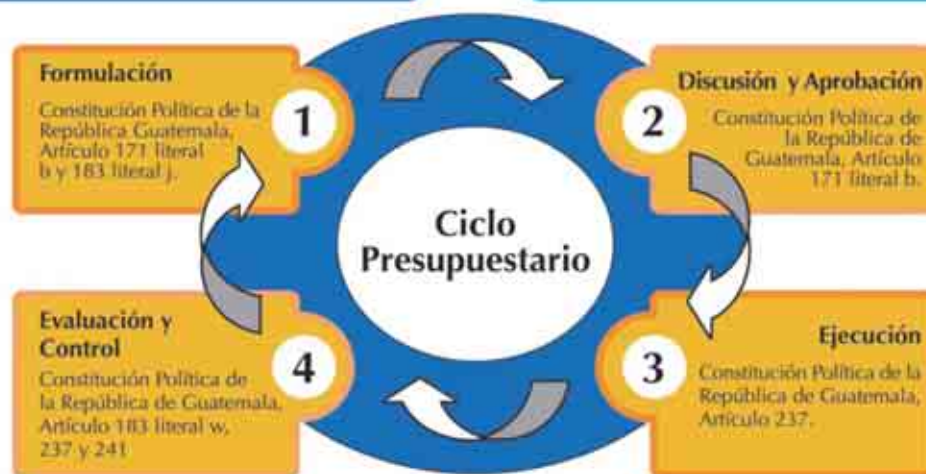 Formulación
Constitución Política de la
República Guatemala,
Artículo 171 literal
b y 183 literal j.
1
2
Discusión y Aprobación
Constitución Política de
la República de
Guatemala, Artículo
171 literal b.
Ciclo
Presupuestario
Evaluación y
Control
Constitución Política de
la República de Guatemala,
Artículo 183 literal w,
237 y 241
4
3
Ejecución
Constitución Política de la
República de Guatemala,
Artículo 237.